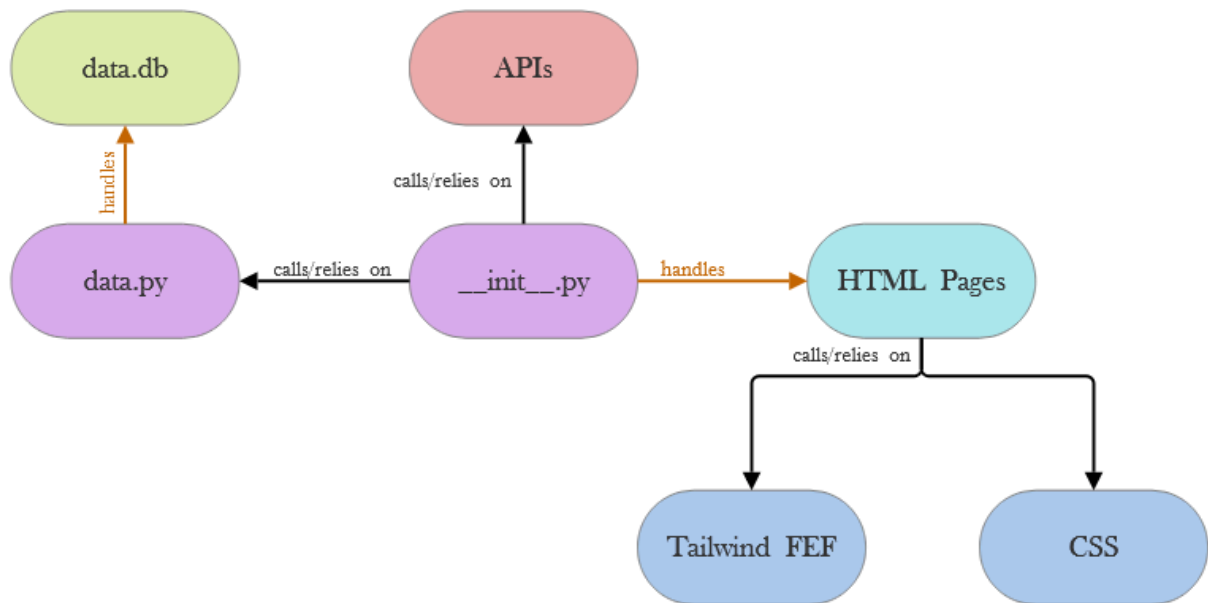 data.db
APIs
handles
calls/relies on
data.py
calls/relies on
__init__.py
handles
HTML Pages
calls/relies on
Tailwind FEF
CSS